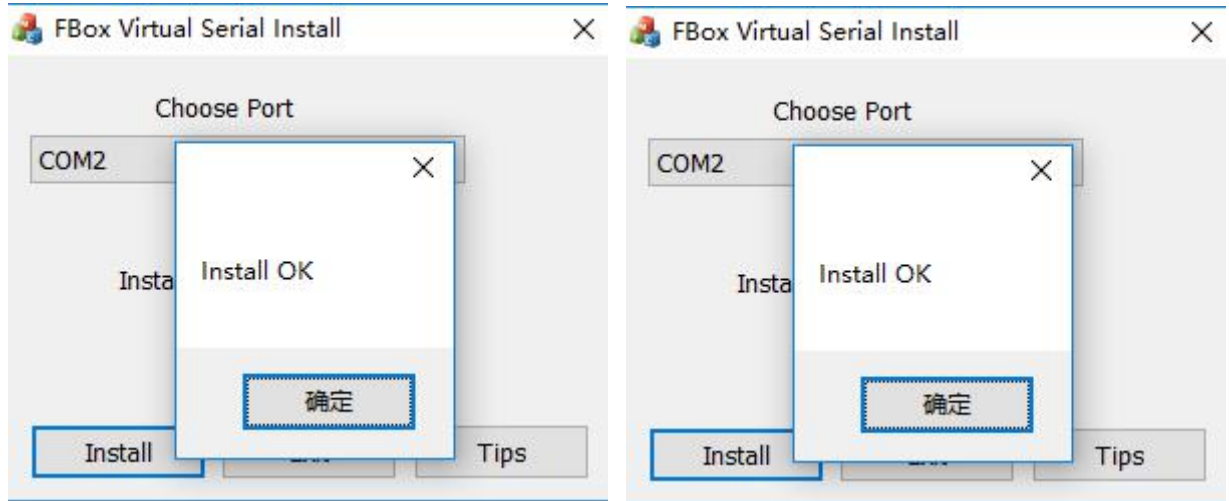 FBox Virtual Serial Install
Choose Port
COM2
Insta
Install OK
确定
Install
Tips
FBox Virtual Serial Install
Choose Port
COM2
Insta
Install OK
确定
Install
Tips